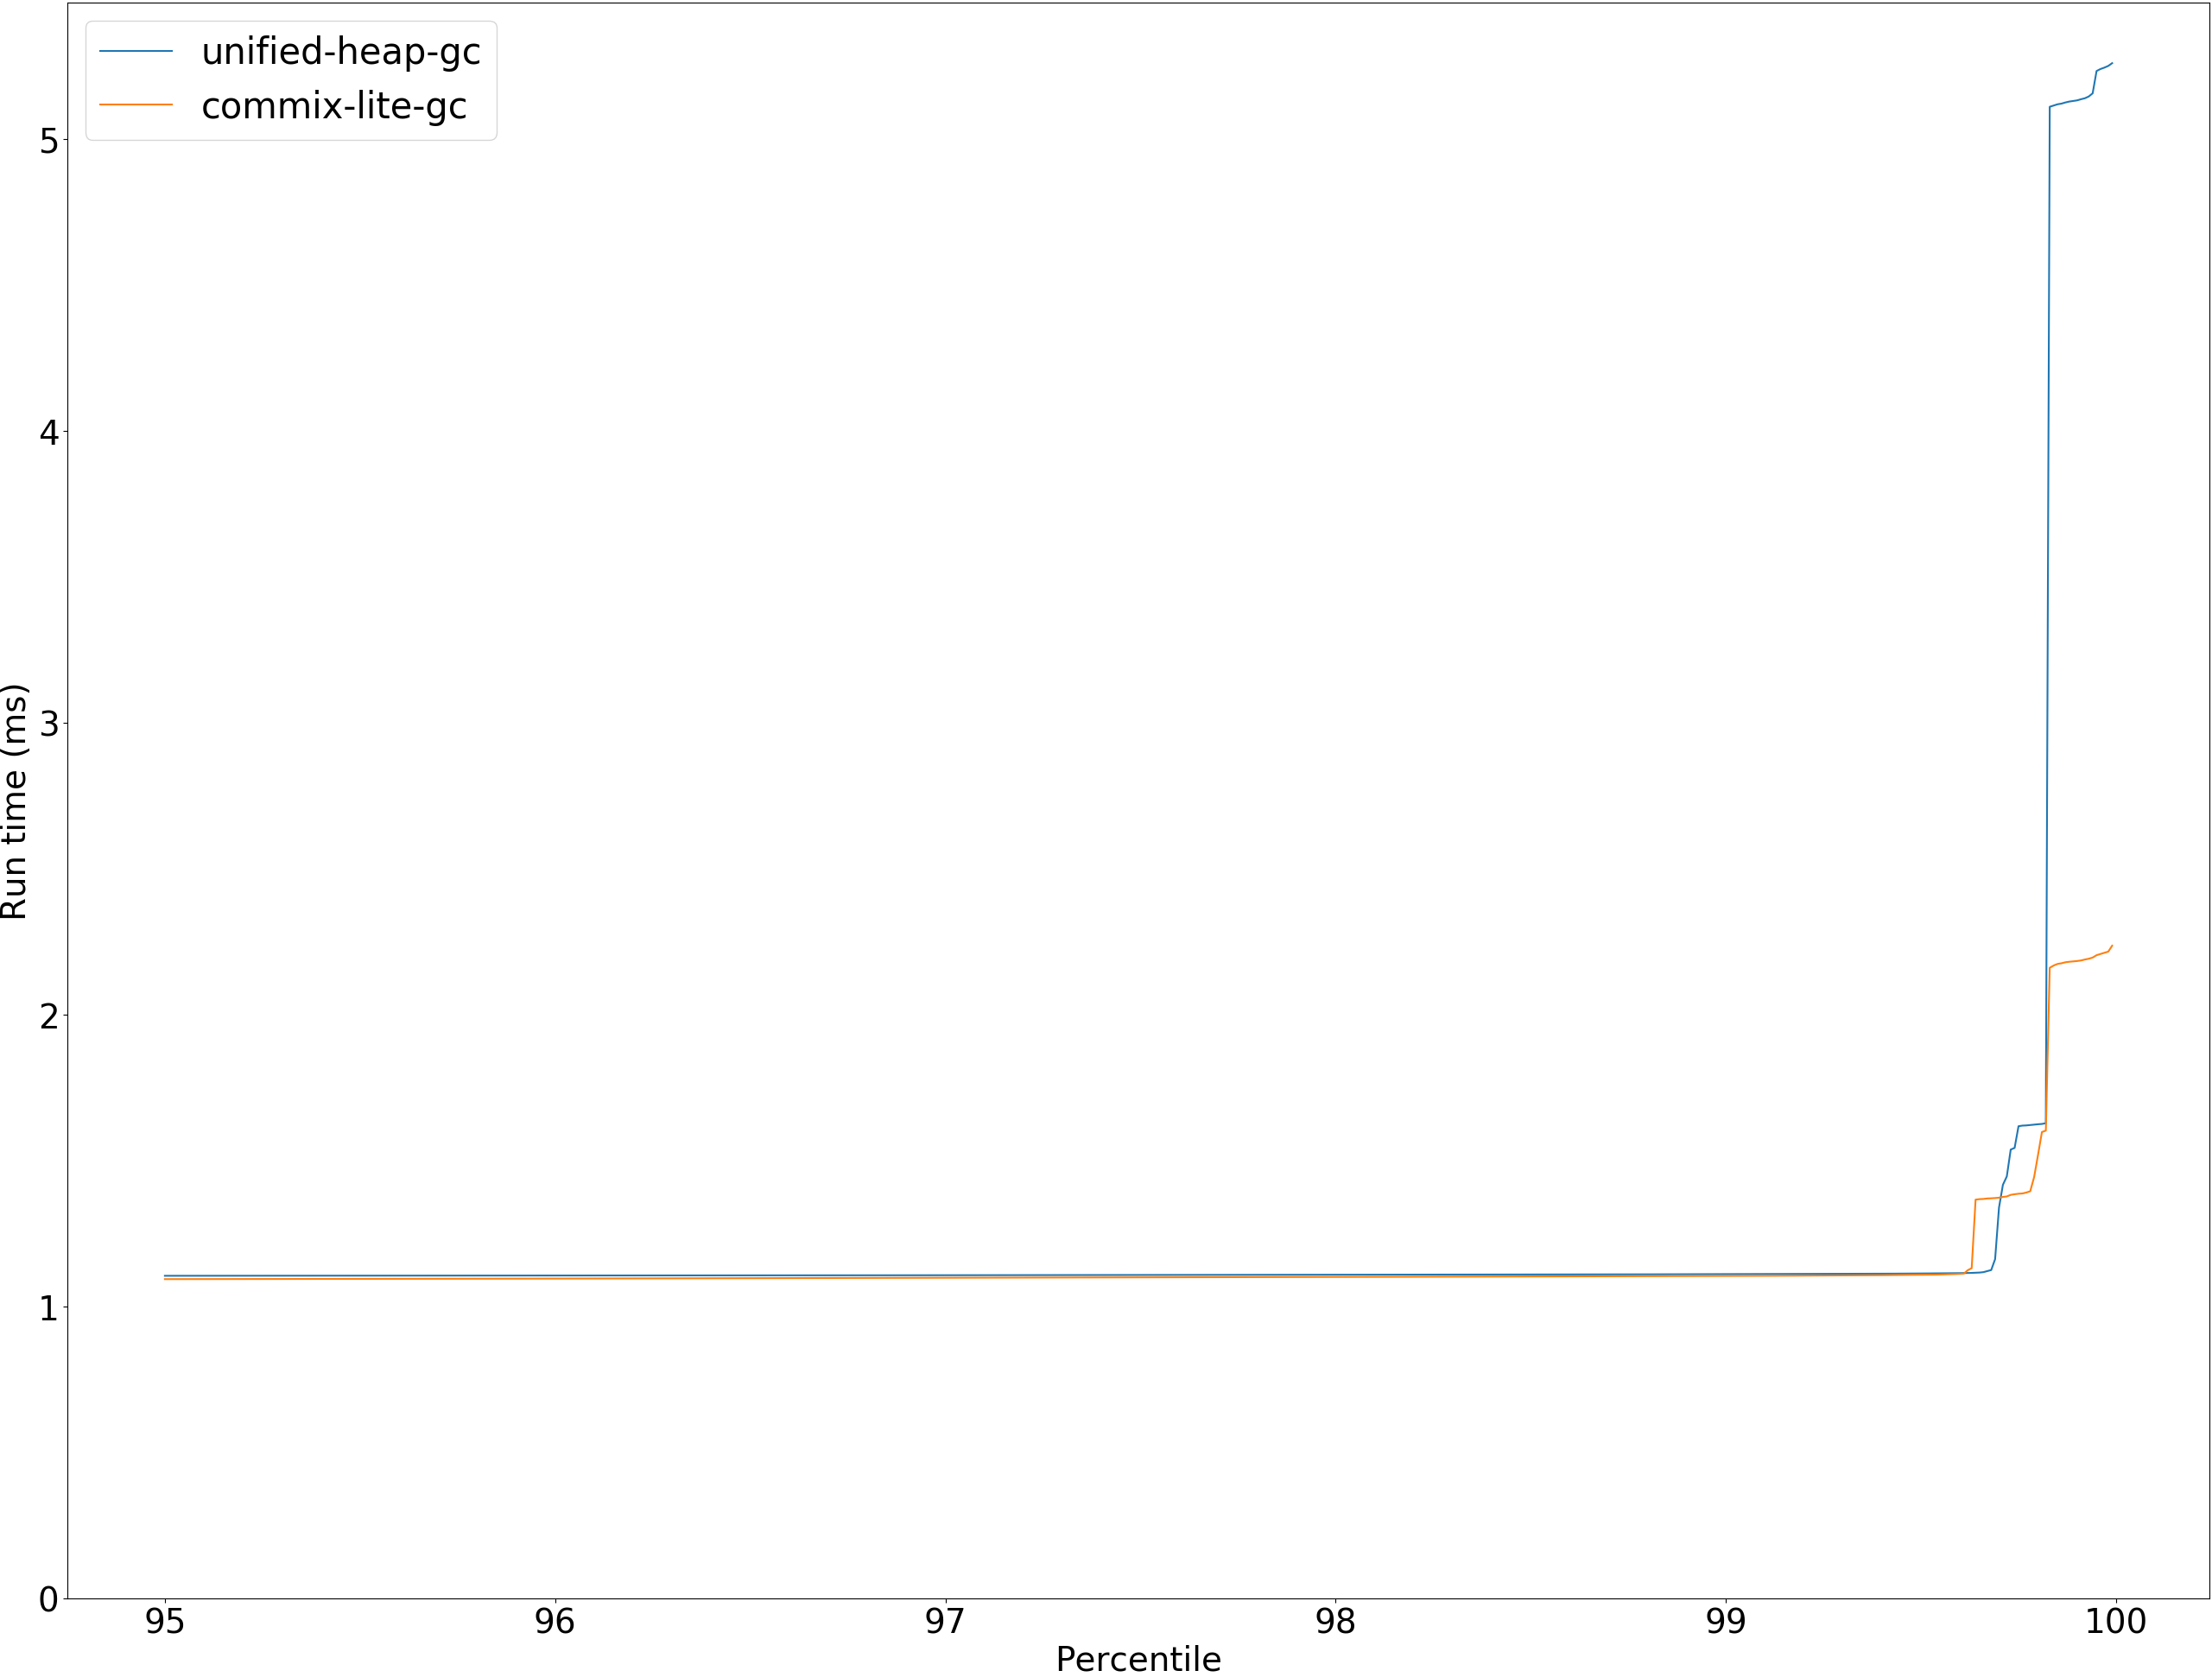 unified-heap-gc
commix-lite-gc
5
4
3
2
1
0
Run time (ms)
95 96 97 98 99 100
Percentile